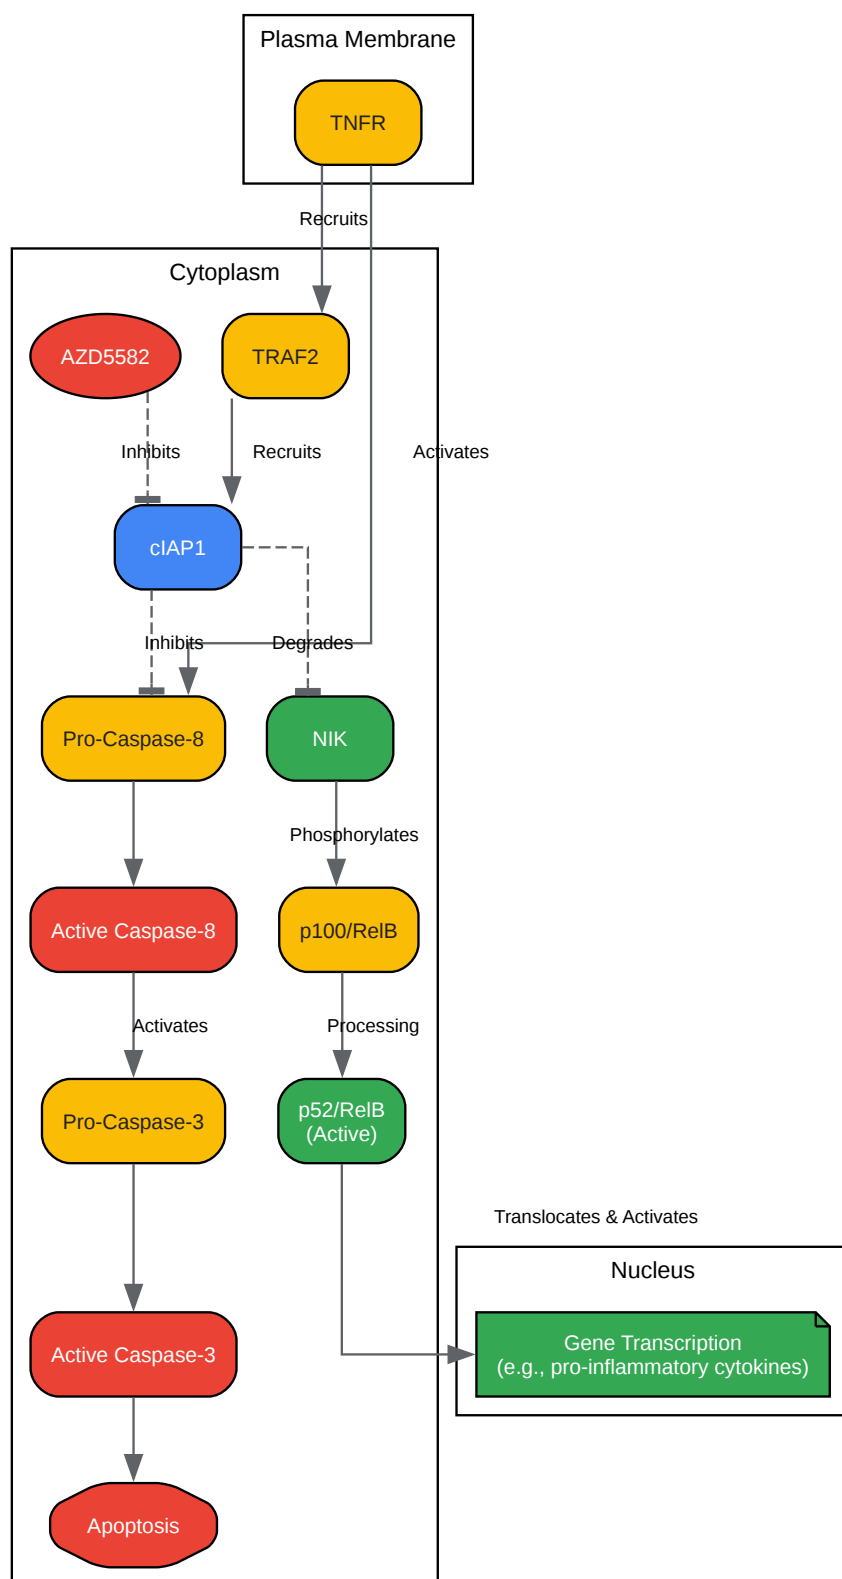 Plasma Membrane
TNFR
Recruits
Cytoplasm
AZD5582
TRAF2
Inhibits
Recruits
Activates
cIAP1
Inhibits
Degrades
Pro-Caspase-8
NIK
Phosphorylates
Active Caspase-8
p100/RelB
Activates
Processing
Pro-Caspase-3
p52/RelB
(Active)
Translocates & Activates
Nucleus
Gene Transcription
(e.g., pro-inflammatory cytokines)
Active Caspase-3
Apoptosis